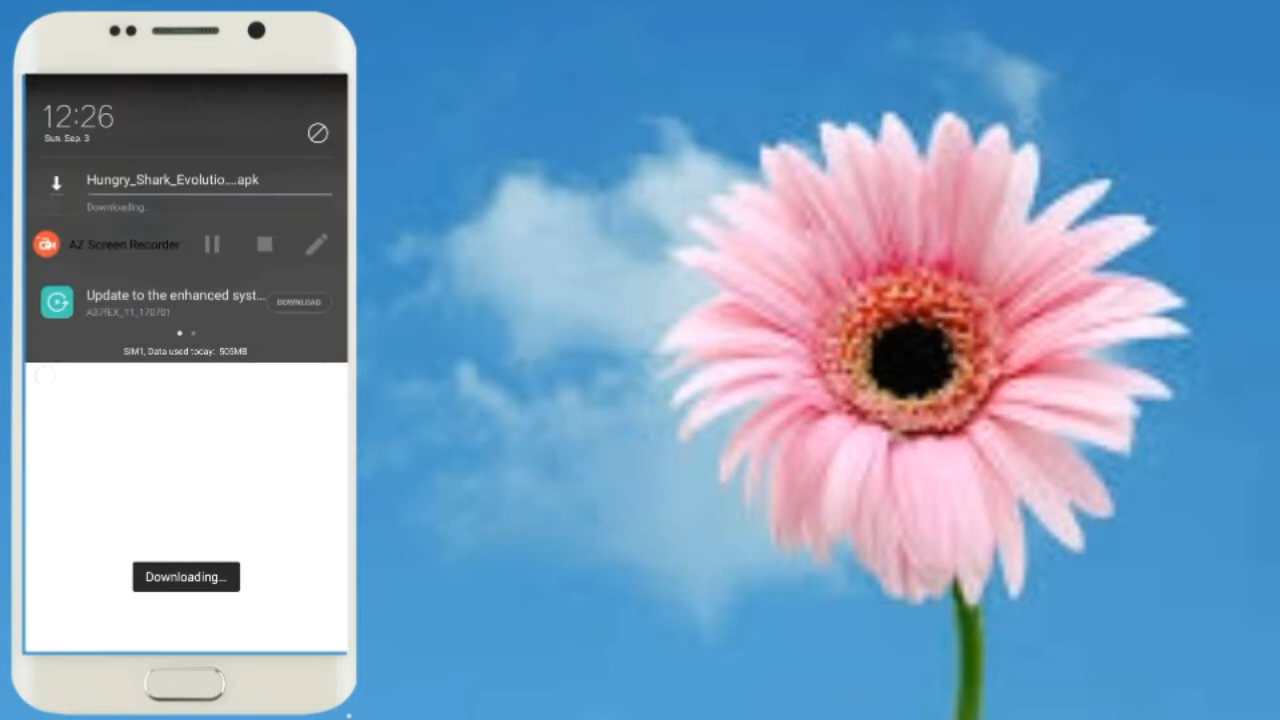 12:26
Sun. Sep. 3
Hungry_Shark_Evolutio....apk
Downloading...
AZ Screen Recorder
Update to the enhanced syst...
DOWNLOAD
A37fEX_11_170701
SIM1, Data used today: 505MB
Downloading...